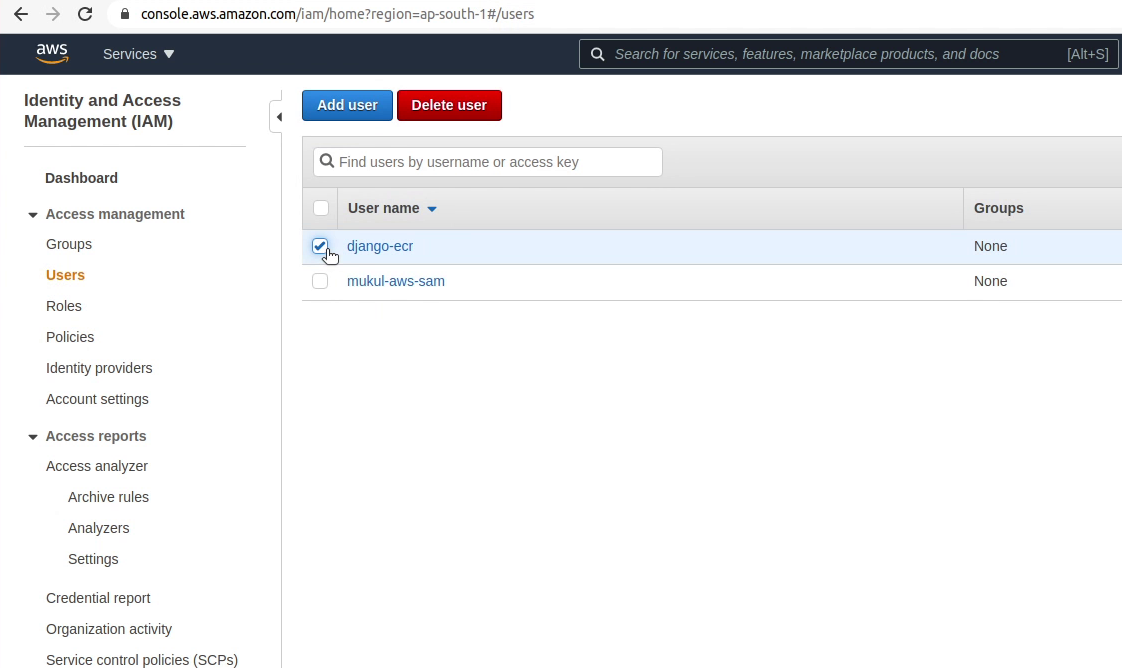 console.aws.amazon.com/iam/home?region=ap-south-1#/users
aws
Services
Search for services, features, marketplace products, and docs
[Alt+S]
Identity and Access
Management (IAM)
Dashboard
Access management
Groups
Users
Roles
Policies
Identity providers
Account settings
Access reports
Access analyzer
Archive rules
Analyzers
Settings
Credential report
Organization activity
Service control policies (SCPs)
Add user
Delete user
Find users by username or access key
User name
Groups
django-ecr
None
mukul-aws-sam
None